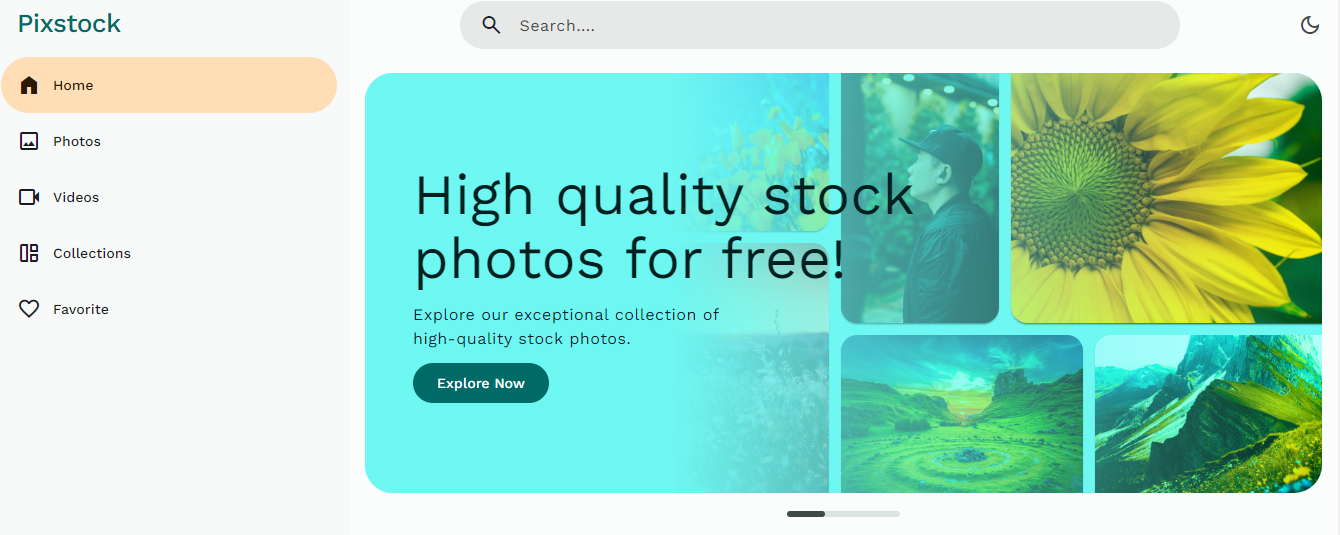 Pixstock
Search....
Home
Photos
Videos
Collections
Favorite
High quality stock
photos for free!
Explore our exceptional collection of
high-quality stock photos.
Explore Now